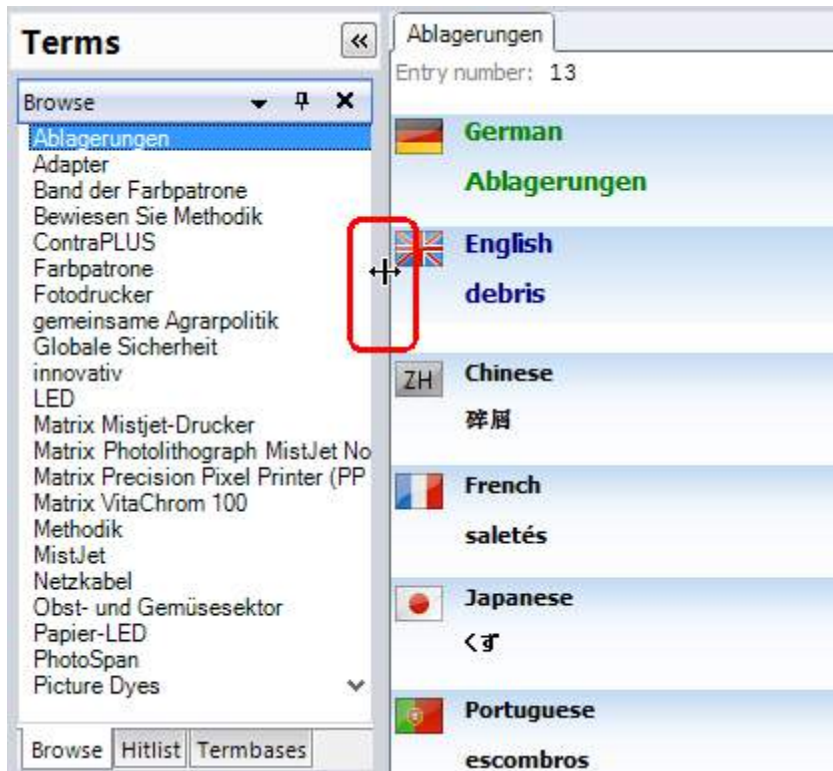 Terms
Browse
Ablagerungen
Adapter
Band der Farbpatrone
Bewiesen Sie Methodik
ContraPLUS
Farbpatrone
Fotodrucker
gemeinsame Agrarpolitik
Globale Sicherheit
innovativ
LED
Matrix Mistjet-Drucker
Matrix Photolithograph MistJet No
Matrix Precision Pixel Printer (PP
Matrix VitaChrom 100
Methodik
MistJet
Netzkabel
Obst- und Gemüsesektor
Papier-LED
PhotoSpan
Picture Dyes
Browse Hitlist Termbases
Ablagerungen
Entry number: 13
German
Ablagerungen
English
debris
ZH Chinese
碎屑
French
saletés
Japanese
くず
Portuguese
escombros